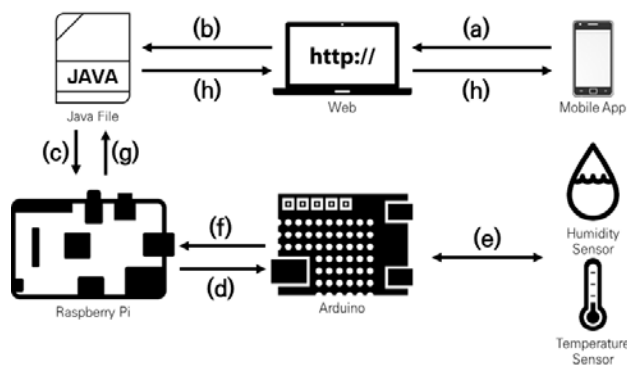 (b)
(a)
JAVA
http://
(h)
(h)
Java File
Web
Mobile App
(c)
(g)
Humidity
Sensor
(f)
(e)
(d)
Raspberry Pi
Arduino
Temperature
Sensor